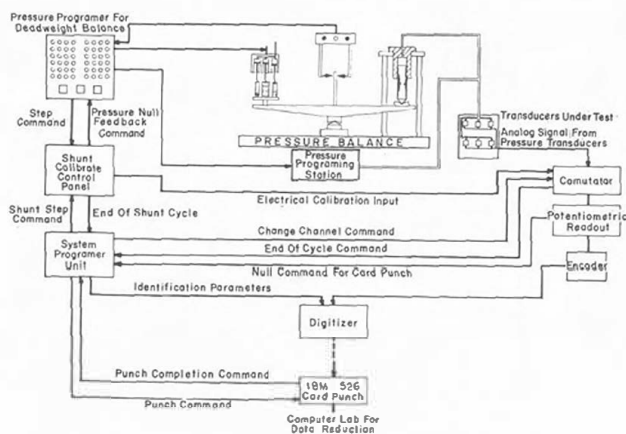 Pressure Programer For
Deadweight Balance
Step
Command
Pressure Null
Feedback
Command
PRESSURE BALANCE
Pressure
Programing
Station
Transducers Under Test
Analog Signal From
Pressure Transducers
Shunt
Calibrate
Control
Panel
Electrical Calibration Input
Comutator
Shunt Step
Command
End Of Shunt Cycle
Change Channel Command
End Of Cycle Command
Potentiometric
Readout
System
Programer
Unit
Null Command For Card Punch
Identification Parameters
Encoder
Digitizer
Punch Completion Command
Punch Command
IBM 526
Card Punch
Computer Lab For
Data Reduction